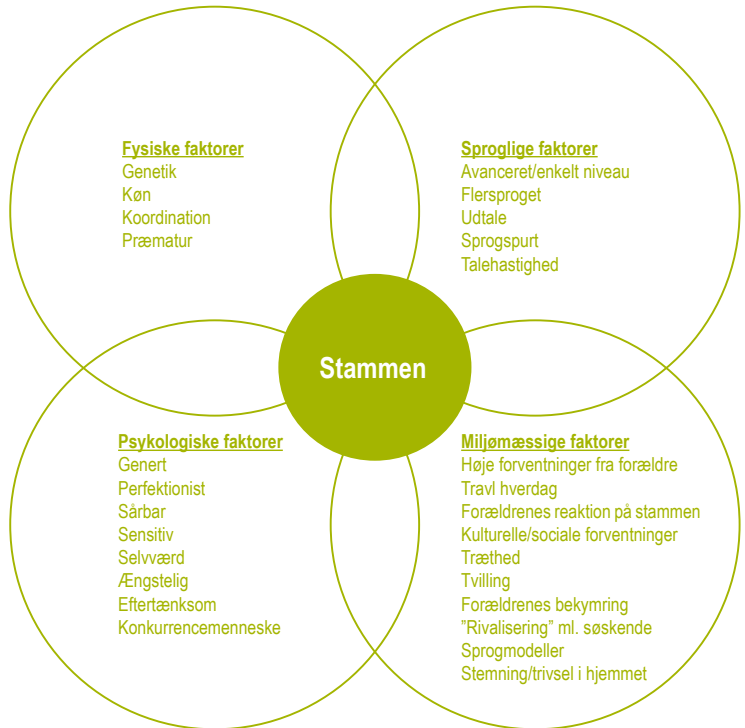 Fysiske faktorer
Genetik
Køn
Koordination
Præmatur
Sproglige faktorer
Avanceret/enkelt niveau
Flersproget
Udtale
Sprogspurt
Talehastighed
Stammen
Psykologiske faktorer
Genert
Perfektionist
Sårbar
Sensitiv
Selvværd
Ængstelig
Eftertænksom
Konkurrencemenneske
Miljømæssige faktorer
Høje forventninger fra forældre
Travl hverdag
Forældrenes reaktion på stammen
Kulturelle/sociale forventninger
Træthed
Tvilling
Forældrenes bekymring
”Rivalisering” ml. søskende
Sprogmodeller
Stemning/trivsel i hjemmet